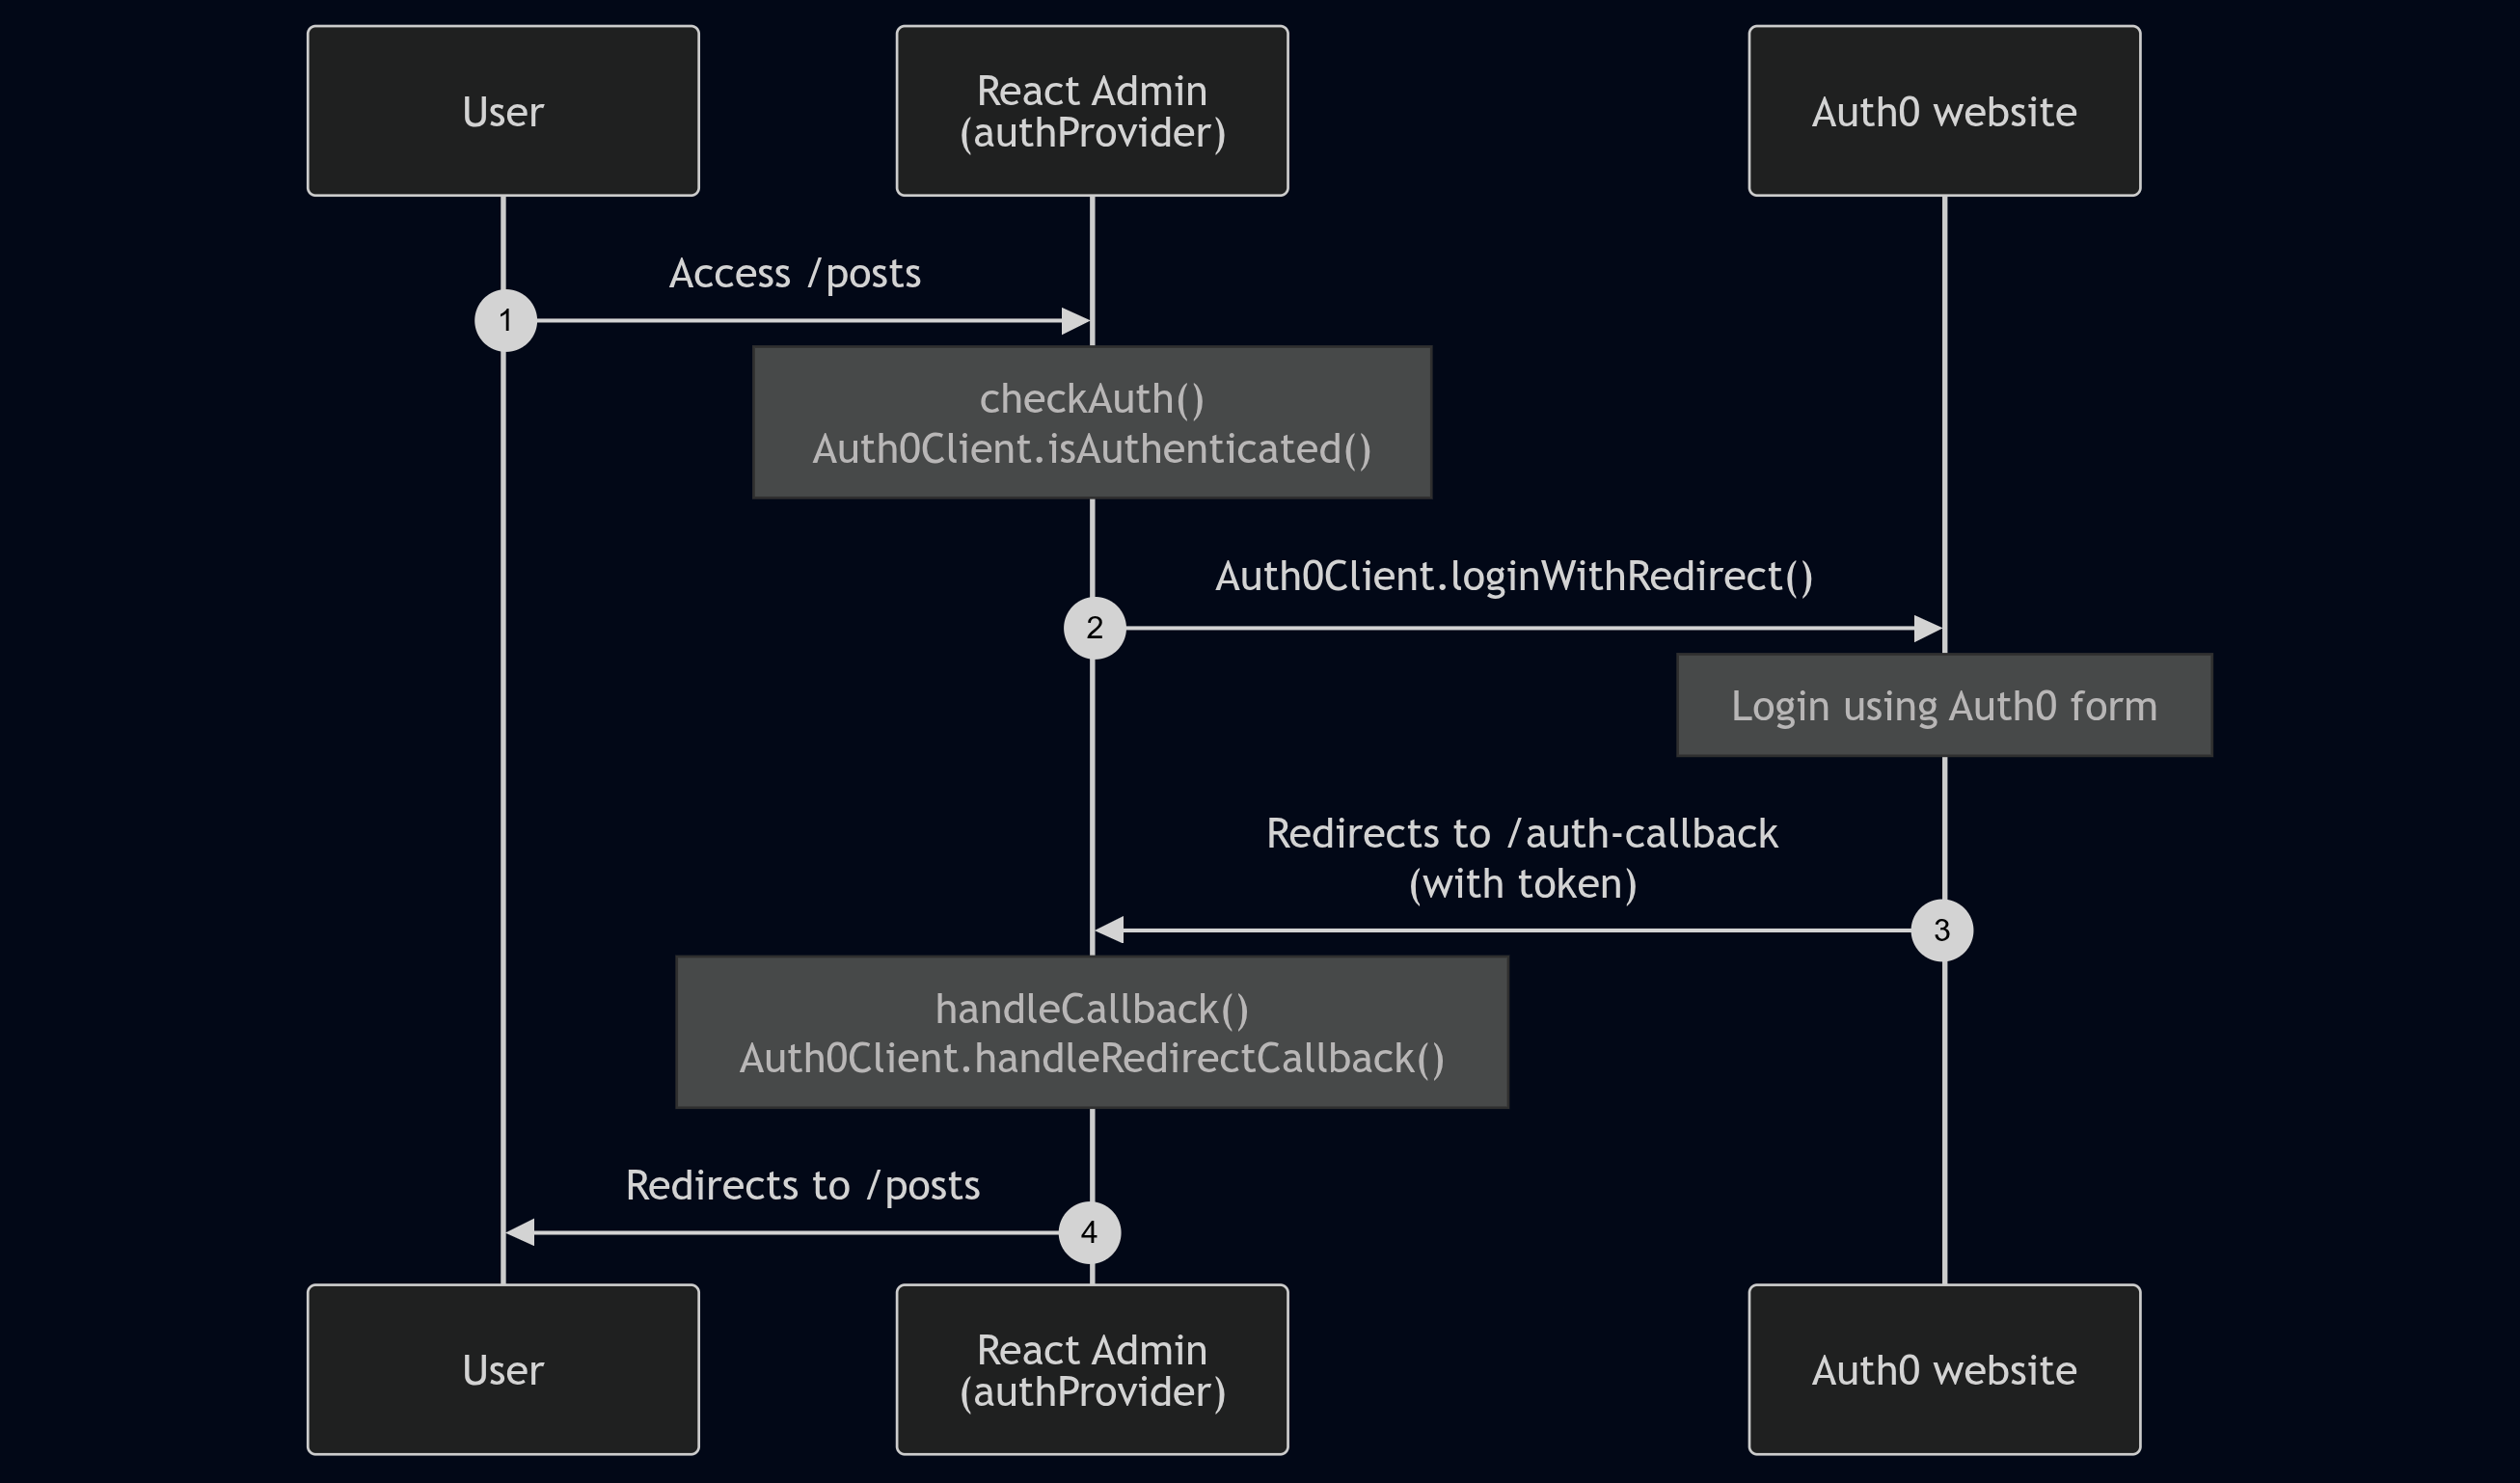 User
React Admin
(authProvider)
Auth0 website
Access /posts
1
checkAuth()
Auth0Client.isAuthenticated()
Auth0Client.loginWithRedirect()
2
Login using Auth0 form
Redirects to /auth-callback
(with token)
3
handleCallback()
Auth0Client.handleRedirectCallback()
Redirects to /posts
4
User
React Admin
(authProvider)
Auth0 website